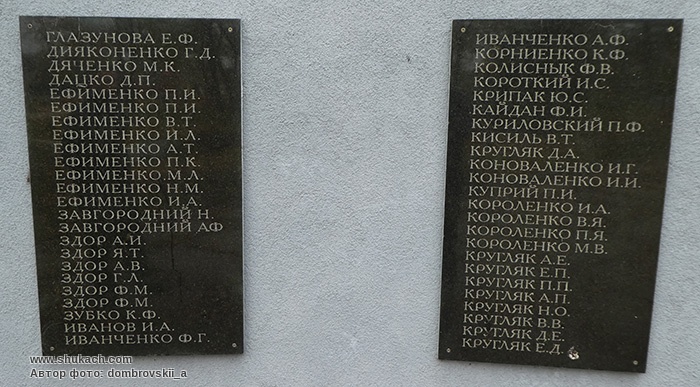 ГЛАЗУНОВА Е.Ф.
ДИЯКОНЕНКО Г.Д.
ДЯЧЕНКО М.К.
ДАЦКО Д.П.
ЕФИМЕНКО П.И.
ЕФИМЕНКО П.И.
ЕФИМЕНКО В.Т.
ЕФИМЕНКО И.Л.
ЕФИМЕНКО А.Т.
ЕФИМЕНКО П.К.
ЕФИМЕНКО М.Л.
ЕФИМЕНКО Н.М.
ЕФИМЕНКО И.А.
ЗАВГОРОДНИЙ Н.
ЗАВГОРОДНИЙ АФ
ЗДОР А.И.
ЗДОР Я.Т.
ЗДОР А.В.
ЗДОР Г.Л.
ЗДОР Ф.М.
ЗДОР Ф.М.
ЗУБКО К.Ф.
ИВАНОВ И.А.
ИВАНЧЕНКО Ф.Г.
ИВАНЧЕНКО А.Ф.
КОРНИЕНКО К.Ф.
КОЛИСНЫК Ф.В.
КОРОТКИЙ И.С.
КРИПАК Ю.С.
КАЙДАН Ф.И.
КУРИЛОВСКИЙ П.Ф.
КИСИЛЬ В.Т.
КРУГЛЯК Д.А.
КОНОВАЛЕНКО И.Г.
КОНОВАЛЕНКО И.И.
КУПРИЙ П.И.
КОРОЛЕНКО И.А.
КОРОЛЕНКО В.Я.
КОРОЛЕНКО П.Я.
КОРОЛЕНКО М.В.
КРУГЛЯК А.Е.
КРУГЛЯК Е.П.
КРУГЛЯК П.П.
КРУГЛЯК А.П.
КРУГЛЯК Н.О.
КРУГЛЯК В.В.
КРУГЛЯК Д.Е.
КРУГЛЯК Е.Д.
www.shukach.com
Автор фото: dombrovskii_a